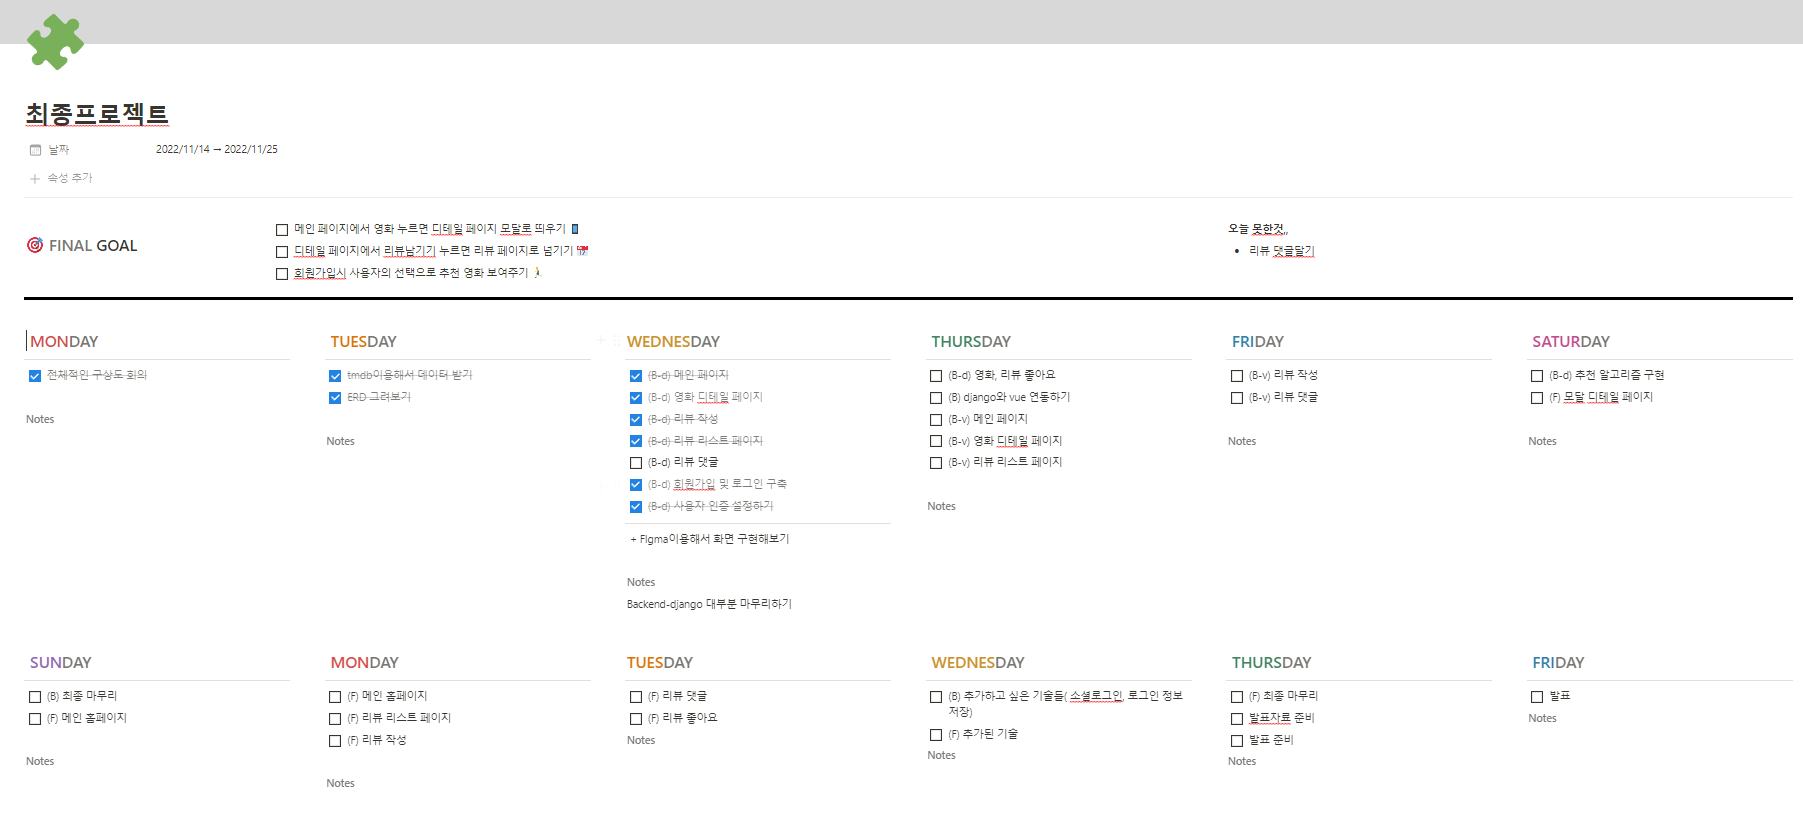 최종프로젝트
날짜 2022/11/14 → 2022/11/25
속성 추가
FINAL GOAL
메인 페이지에서 영화 누르면 디테일 페이지 모달로 띄우기
디테일 페이지에서 리뷰남기기 누르면 리뷰 페이지로 넘기기
회원가입시 사용자의 선택으로 추천 영화 보여주기
오늘 못한것,,
• 리뷰 댓글달기
MONDAY
전체적인 구상도 회의
Notes
TUESDAY
tmdb이용해서 데이터 받기
ERD 그려보기
Notes
WEDNESDAY
(B-d) 메인 페이지
(B-d) 영화 디테일 페이지
(B-d) 리뷰 작성
(B-d) 리뷰 리스트 페이지
(B-d) 리뷰 댓글
(B-d) 회원가입 및 로그인 구축
(B-d) 사용자 인증 설정하기
+ FIgma이용해서 화면 구현해보기
Notes
Backend-django 대부분 마무리하기
THURSDAY
(B-d) 영화, 리뷰 좋아요
(B) django와 vue 연동하기
(B-v) 메인 페이지
(B-v) 영화 디테일 페이지
(B-v) 리뷰 리스트 페이지
Notes
FRIDAY
(B-v) 리뷰 작성
(B-v) 리뷰 댓글
Notes
SATURDAY
(B-d) 추천 알고리즘 구현
(F) 모달 디테일 페이지
Notes
SUNDAY
(B) 최종 마무리
(F) 메인 홈페이지
Notes
MONDAY
(F) 메인 홈페이지
(F) 리뷰 리스트 페이지
(F) 리뷰 작성
Notes
TUESDAY
(F) 리뷰 댓글
(F) 리뷰 좋아요
Notes
WEDNESDAY
(B) 추가하고 싶은 기술들( 소셜로그인, 로그인 정보
저장)
(F) 추가된 기술
Notes
THURSDAY
(F) 최종 마무리
발표자료 준비
발표 준비
Notes
FRIDAY
발표
Notes